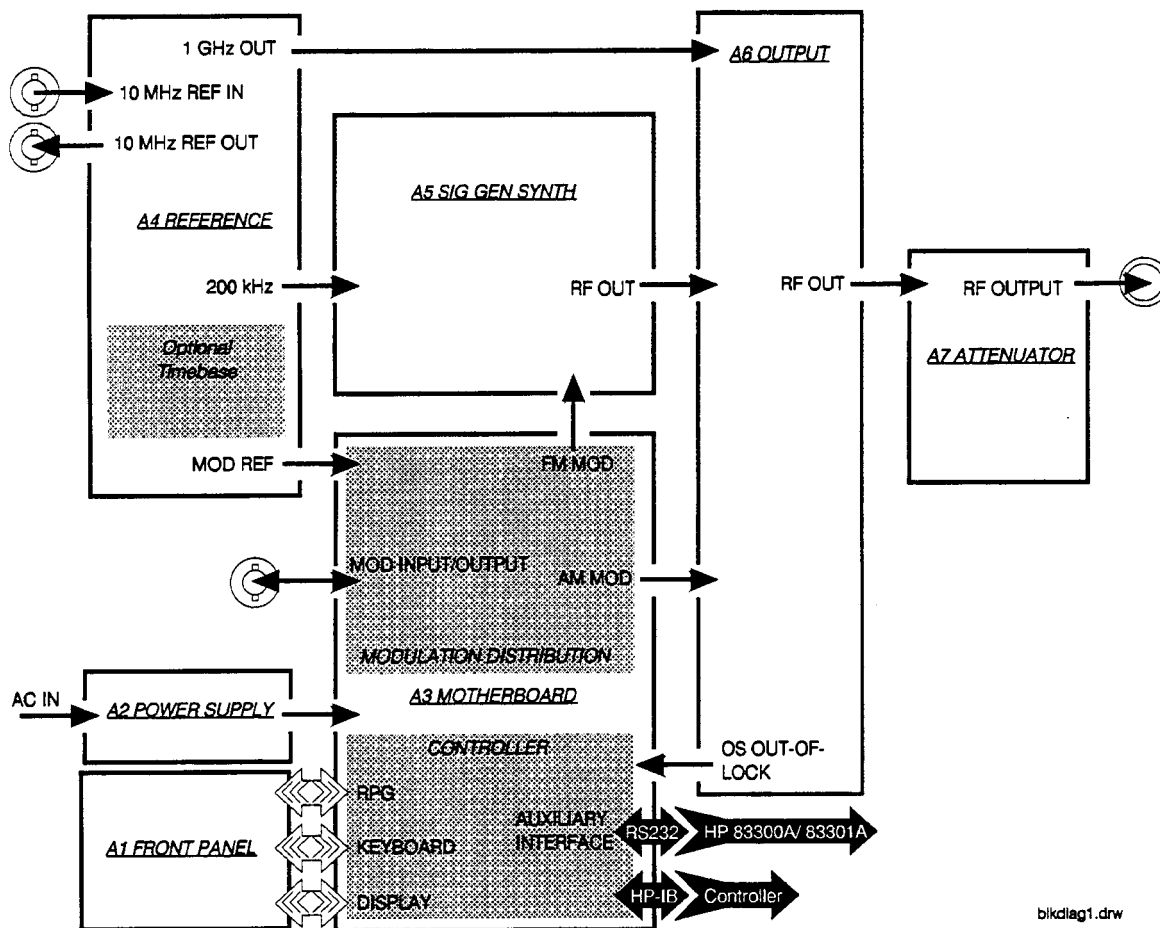 1 GHz OUT
A6 OUTPUT
10 MHz REF IN
10 MHz REF OUT
A5 SIG GEN SYNTH
A4 REFERENCE
200 kHz
RF OUT
RF OUT
RF OUTPUT
Optional
Timebase
A7 ATTENUATOR
MOD REF
FM MOD
MOD INPUT/OUTPUT
AM MOD
MODULATION DISTRIBUTION
AC IN
A2 POWER SUPPLY
A3 MOTHERBOARD
CONTROLLER
OS OUT-OF-
LOCK
RPG
AUXILIARY
INTERFACE
RS232
HP 83300A/ 83301A
A1 FRONT PANEL
KEYBOARD
DISPLAY
HP-IB
Controller
blkdiag1.drw